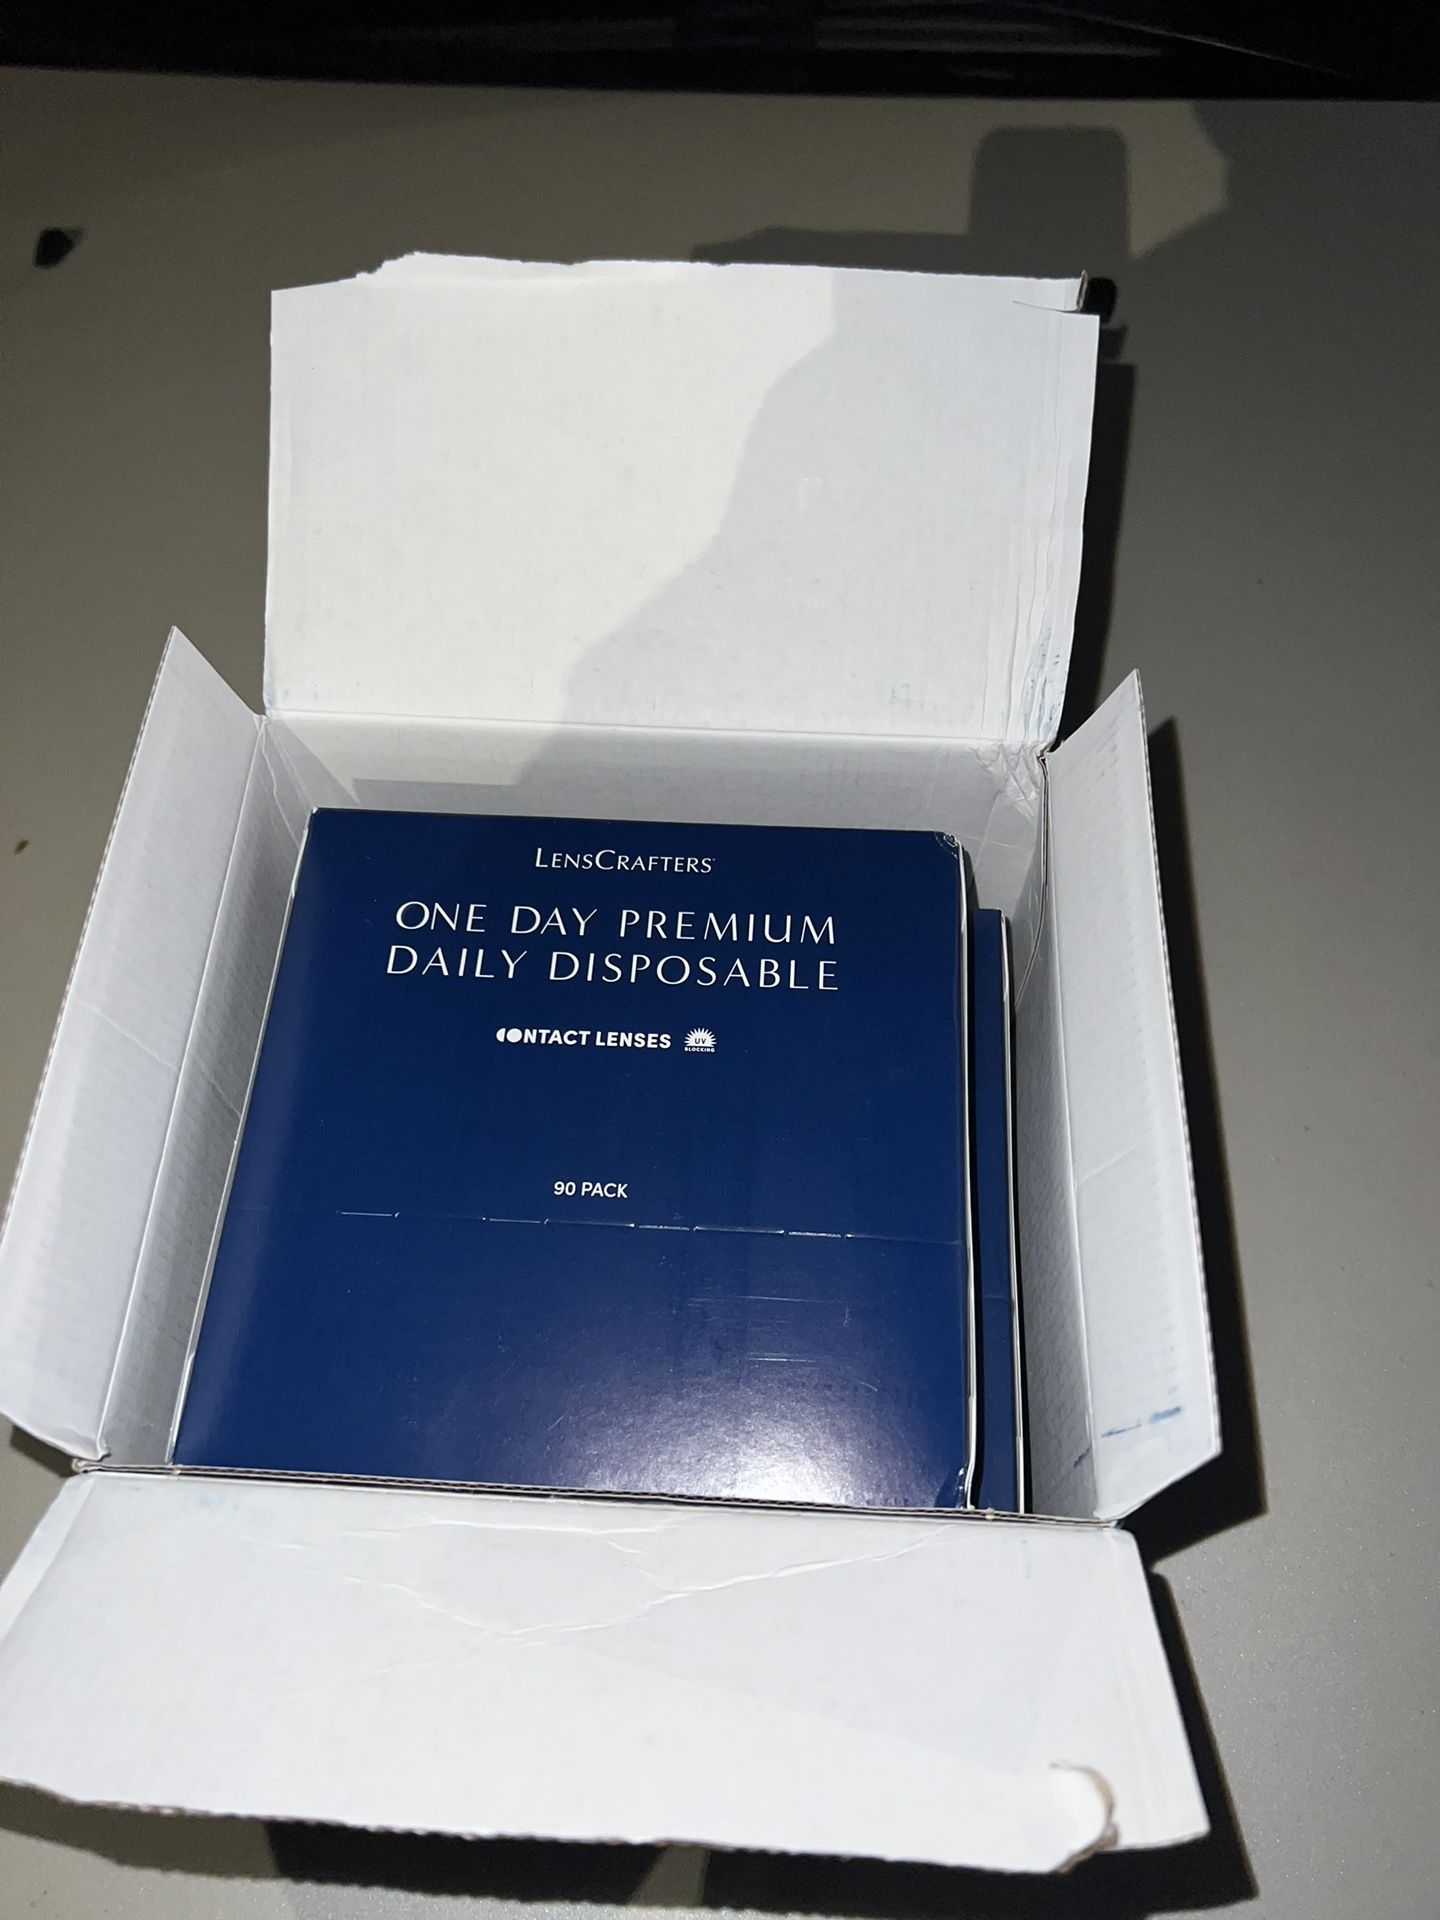 LENSCRAFTERS
ONE DAY PREMIUM
DAILY DISPOSABLE
CONTACT LENSES
UV
BLOCKING
90 PACK